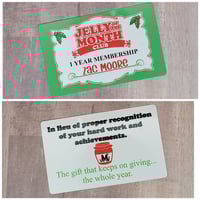 JELLY OF THE
MONTH
CLUB
1 YEAR MEMBERSHIP
ZAC MOORE
In lieu of proper recognition
of your hard work and
achievements.
M
The gift that keeps on giving...
the whole year.